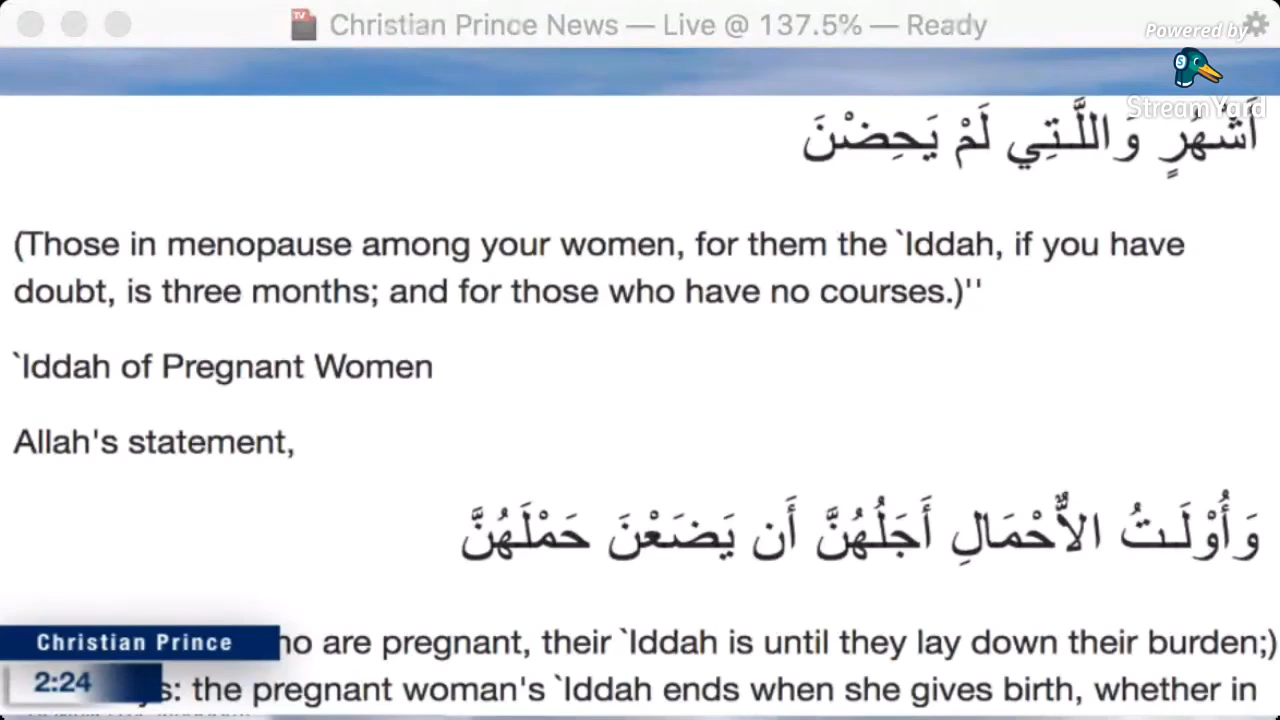 Christian Prince News — Live @ 137.5% — Ready
Powered by
StreamYard
أَشْهُرٍ وَاللَّـتِي لَمْ يَحِضْنَ
(Those in menopause among your women, for them the `Iddah, if you have
doubt, is three months; and for those who have no courses.)''
`Iddah of Pregnant Women
Allah's statement,
وَأُوْلَـتُ الاٌّحْمَالِ أَجَلُهُنَّ أَن يَضَعْنَ حَمْلَهُنَّ
are pregnant, their `Iddah is until they lay down their burden;)
Christian Prince
the pregnant woman's `Iddah ends when she gives birth, whether in
2:24